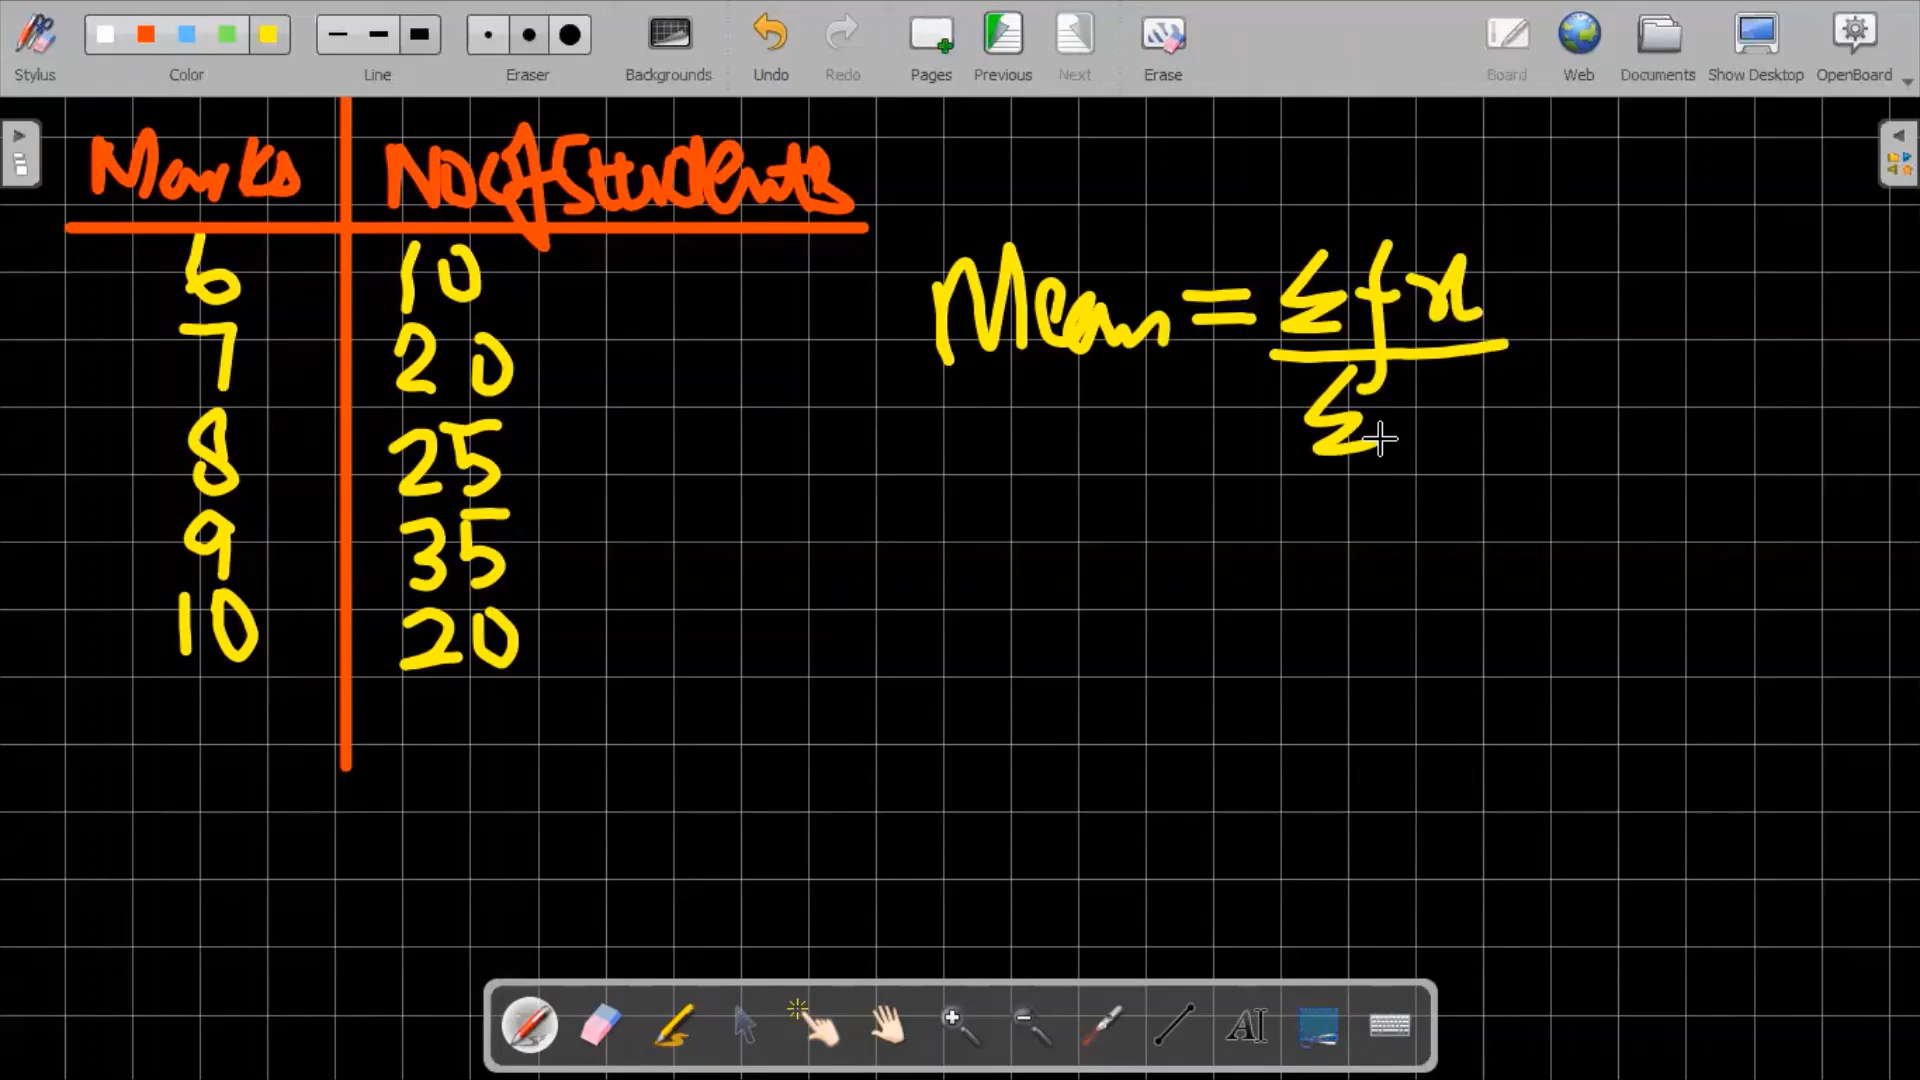 Stylus Color Line Eraser Backgrounds Undo Redo Pages Previous Next Erase Board Web Documents Show Desktop OpenBoard
Marks No of Students
6 10
7 20
8 25
9 35
10 20
Mean = Σfx
Σ
AI